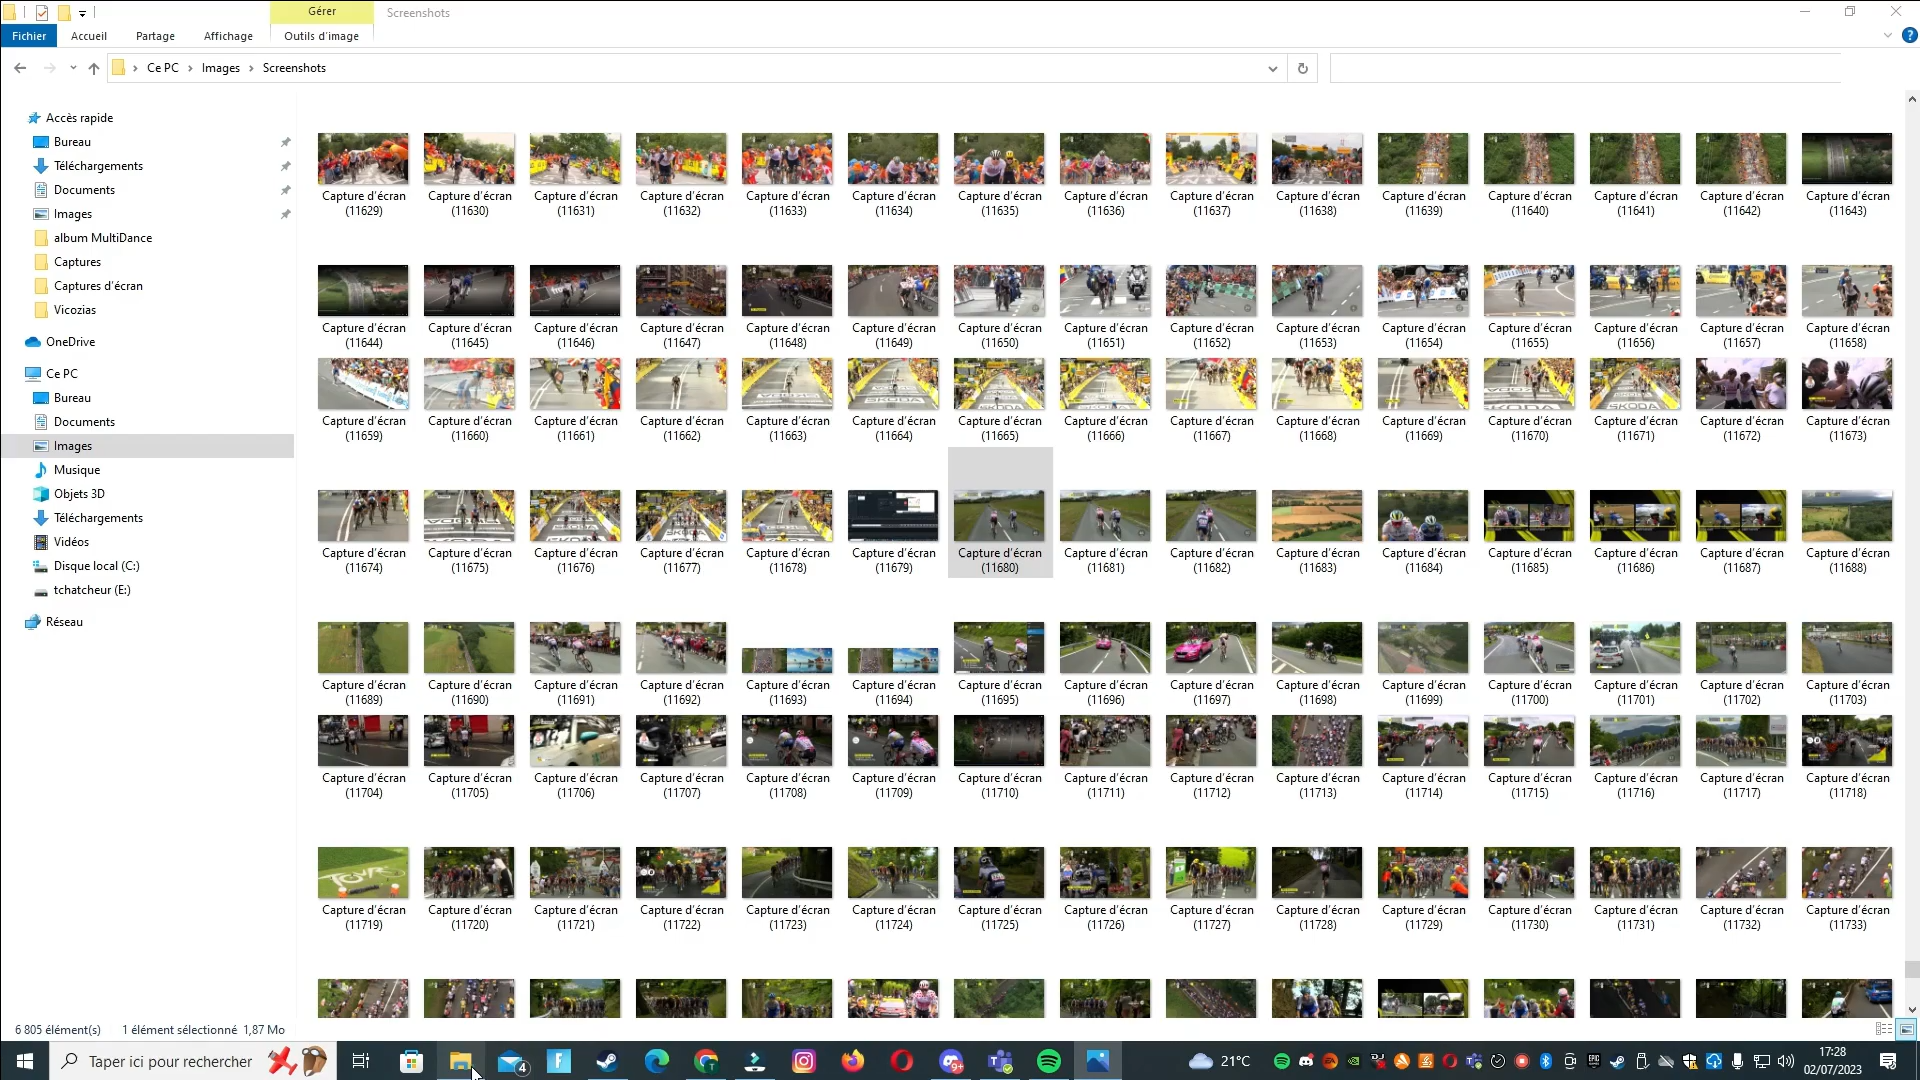 Gérer
Screenshots
Fichier
Accueil
Partage
Affichage
Outils d'image
Ce PC
Images
Screenshots
Accès rapide
Bureau
Téléchargements
Documents
Images
album MultiDance
Captures
Captures d'écran
Vicozias
OneDrive
Ce PC
Bureau
Documents
Images
Musique
Objets 3D
Téléchargements
Vidéos
Disque local (C:)
tchatcheur (E:)
Réseau
Capture d'écran Capture d'écran Capture d'écran Capture d'écran Capture d'écran Capture d'écran Capture d'écran Capture d'écran Capture d'écran Capture d'écran Capture d'écran Capture d'écran Capture d'écran Capture d'écran Capture d'écran
(11629) (11630) (11631) (11632) (11633) (11634) (11635) (11636) (11637) (11638) (11639) (11640) (11641) (11642) (11643)
Capture d'écran Capture d'écran Capture d'écran Capture d'écran Capture d'écran Capture d'écran Capture d'écran Capture d'écran Capture d'écran Capture d'écran Capture d'écran Capture d'écran Capture d'écran Capture d'écran Capture d'écran
(11644) (11645) (11646) (11647) (11648) (11649) (11650) (11651) (11652) (11653) (11654) (11655) (11656) (11657) (11658)
Capture d'écran Capture d'écran Capture d'écran Capture d'écran Capture d'écran Capture d'écran Capture d'écran Capture d'écran Capture d'écran Capture d'écran Capture d'écran Capture d'écran Capture d'écran Capture d'écran Capture d'écran
(11659) (11660) (11661) (11662) (11663) (11664) (11665) (11666) (11667) (11668) (11669) (11670) (11671) (11672) (11673)
Capture d'écran Capture d'écran Capture d'écran Capture d'écran Capture d'écran Capture d'écran Capture d'écran Capture d'écran Capture d'écran Capture d'écran Capture d'écran Capture d'écran Capture d'écran Capture d'écran Capture d'écran
(11674) (11675) (11676) (11677) (11678) (11679) (11680) (11681) (11682) (11683) (11684) (11685) (11686) (11687) (11688)
Capture d'écran Capture d'écran Capture d'écran Capture d'écran Capture d'écran Capture d'écran Capture d'écran Capture d'écran Capture d'écran Capture d'écran Capture d'écran Capture d'écran Capture d'écran Capture d'écran Capture d'écran
(11689) (11690) (11691) (11692) (11693) (11694) (11695) (11696) (11697) (11698) (11699) (11700) (11701) (11702) (11703)
Capture d'écran Capture d'écran Capture d'écran Capture d'écran Capture d'écran Capture d'écran Capture d'écran Capture d'écran Capture d'écran Capture d'écran Capture d'écran Capture d'écran Capture d'écran Capture d'écran Capture d'écran
(11704) (11705) (11706) (11707) (11708) (11709) (11710) (11711) (11712) (11713) (11714) (11715) (11716) (11717) (11718)
Capture d'écran Capture d'écran Capture d'écran Capture d'écran Capture d'écran Capture d'écran Capture d'écran Capture d'écran Capture d'écran Capture d'écran Capture d'écran Capture d'écran Capture d'écran Capture d'écran Capture d'écran
(11719) (11720) (11721) (11722) (11723) (11724) (11725) (11726) (11727) (11728) (11729) (11730) (11731) (11732) (11733)
6 805 élément(s) 1 élément sélectionné 1,87 Mo
Taper ici pour rechercher
4
9+
21°C
17:28
02/07/2023